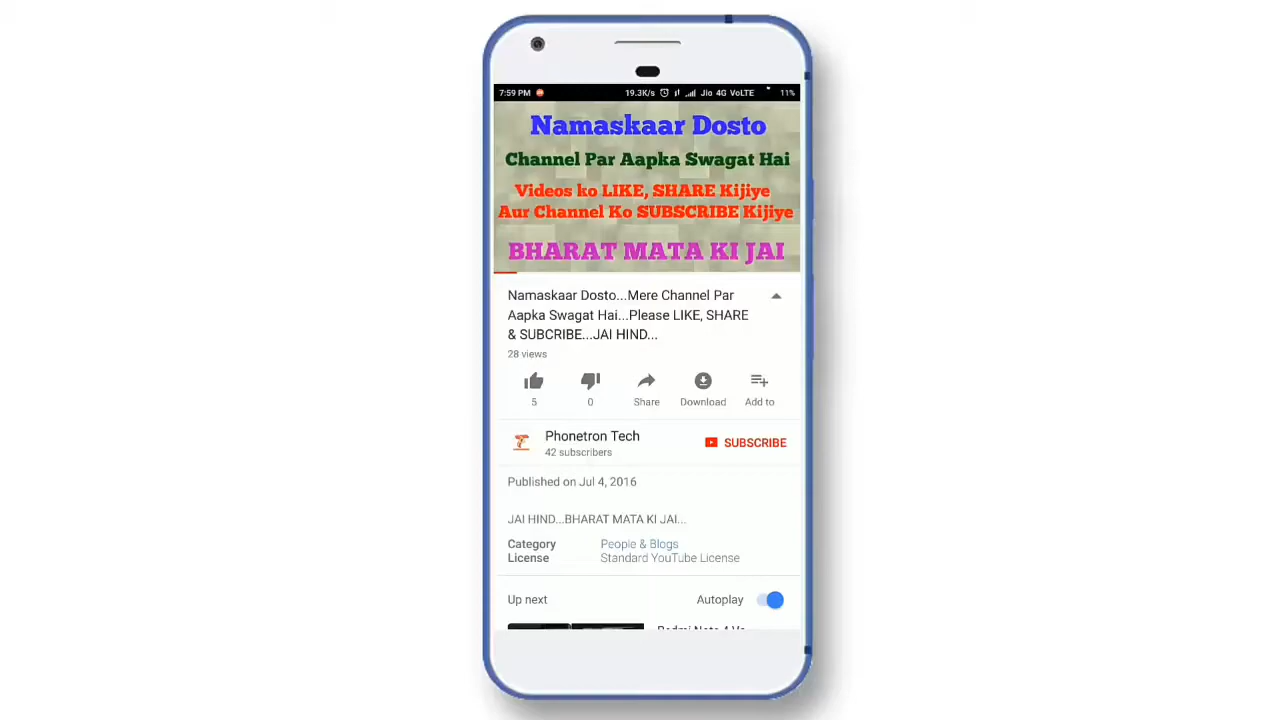 7:59 PM 19.3K/s Jio 4G VoLTE 11%
Namaskaar Dosto
Channel Par Aapka Swagat Hai
Videos ko LIKE, SHARE Kijiye
Aur Channel Ko SUBSCRIBE Kijiye
BHARAT MATA KI JAI
Namaskaar Dosto...Mere Channel Par
Aapka Swagat Hai...Please LIKE, SHARE
& SUBCRIBE...JAI HIND...
28 views
5 0 Share Download Add to
Phonetron Tech
SUBSCRIBE
42 subscribers
Published on Jul 4, 2016
JAI HIND...BHARAT MATA KI JAI...
Category People & Blogs
License Standard YouTube License
Up next Autoplay